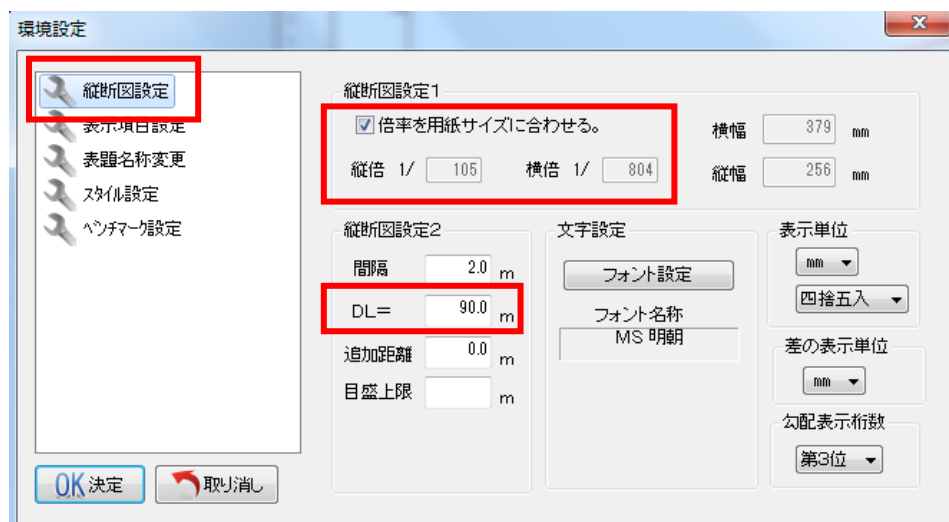 環境設定
縦断図設定
表示項目設定
表題名称変更
スタイル設定
ベンチマーク設定
縦断図設定1
倍率を用紙サイズに合わせる。
縦倍 1/ 105 横倍 1/ 804
横幅 379 mm
縦幅 256 mm
縦断図設定2
間隔 2.0 m
DL= 90.0 m
追加距離 0.0 m
目盛上限 m
文字設定
フォント設定
フォント名称
MS 明朝
表示単位
mm
四捨五入
差の表示単位
mm
勾配表示桁数
第3位
OK 決定
取り消し